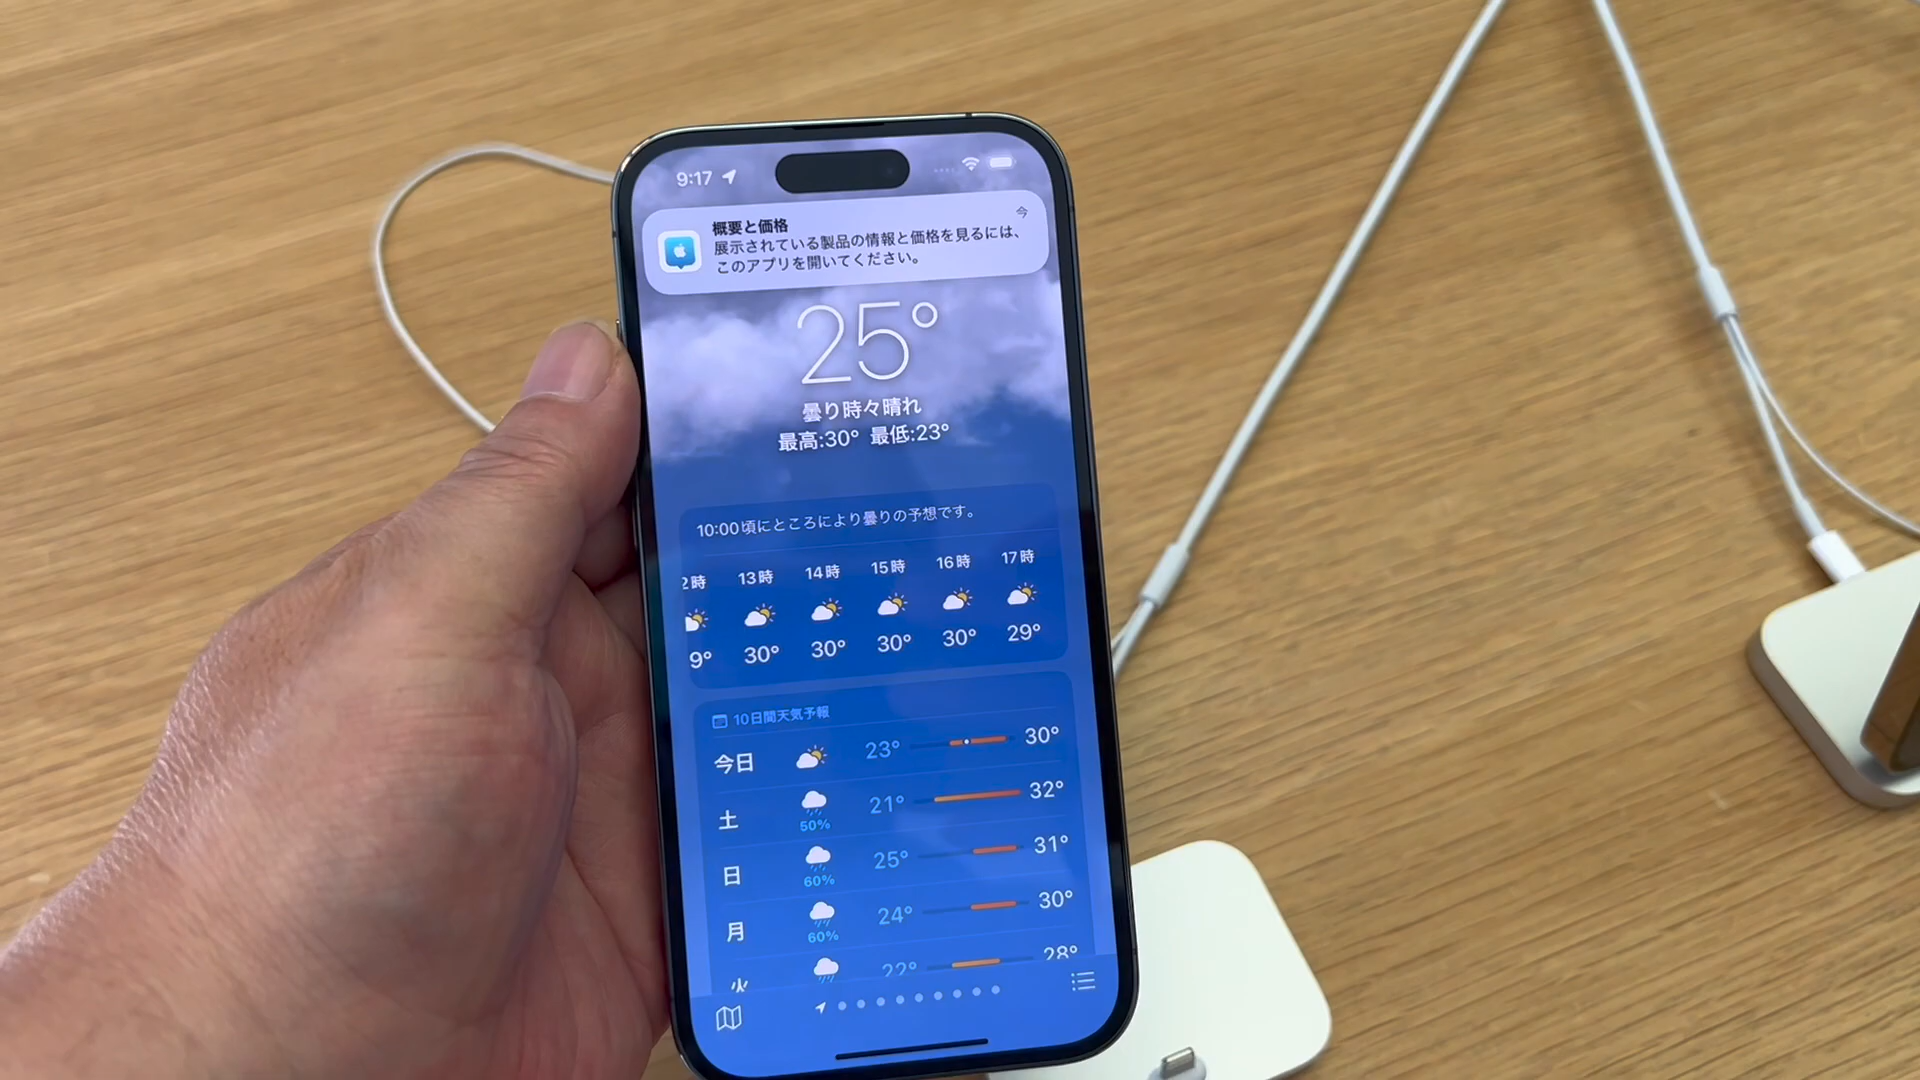 9:17
概要と価格
今
展示されている製品の情報と価格を見るには、
このアプリを開いてください。
25°
曇り時々晴れ
最高:30° 最低:23°
10:00頃にところにより曇りの予想です。
2時 13時 14時 15時 16時 17時
9° 30° 30° 30° 30° 29°
10日間天気予報
今日 23° 30°
土 50% 21° 32°
日 60% 25° 31°
月 60% 24° 30°
火 22° 28°